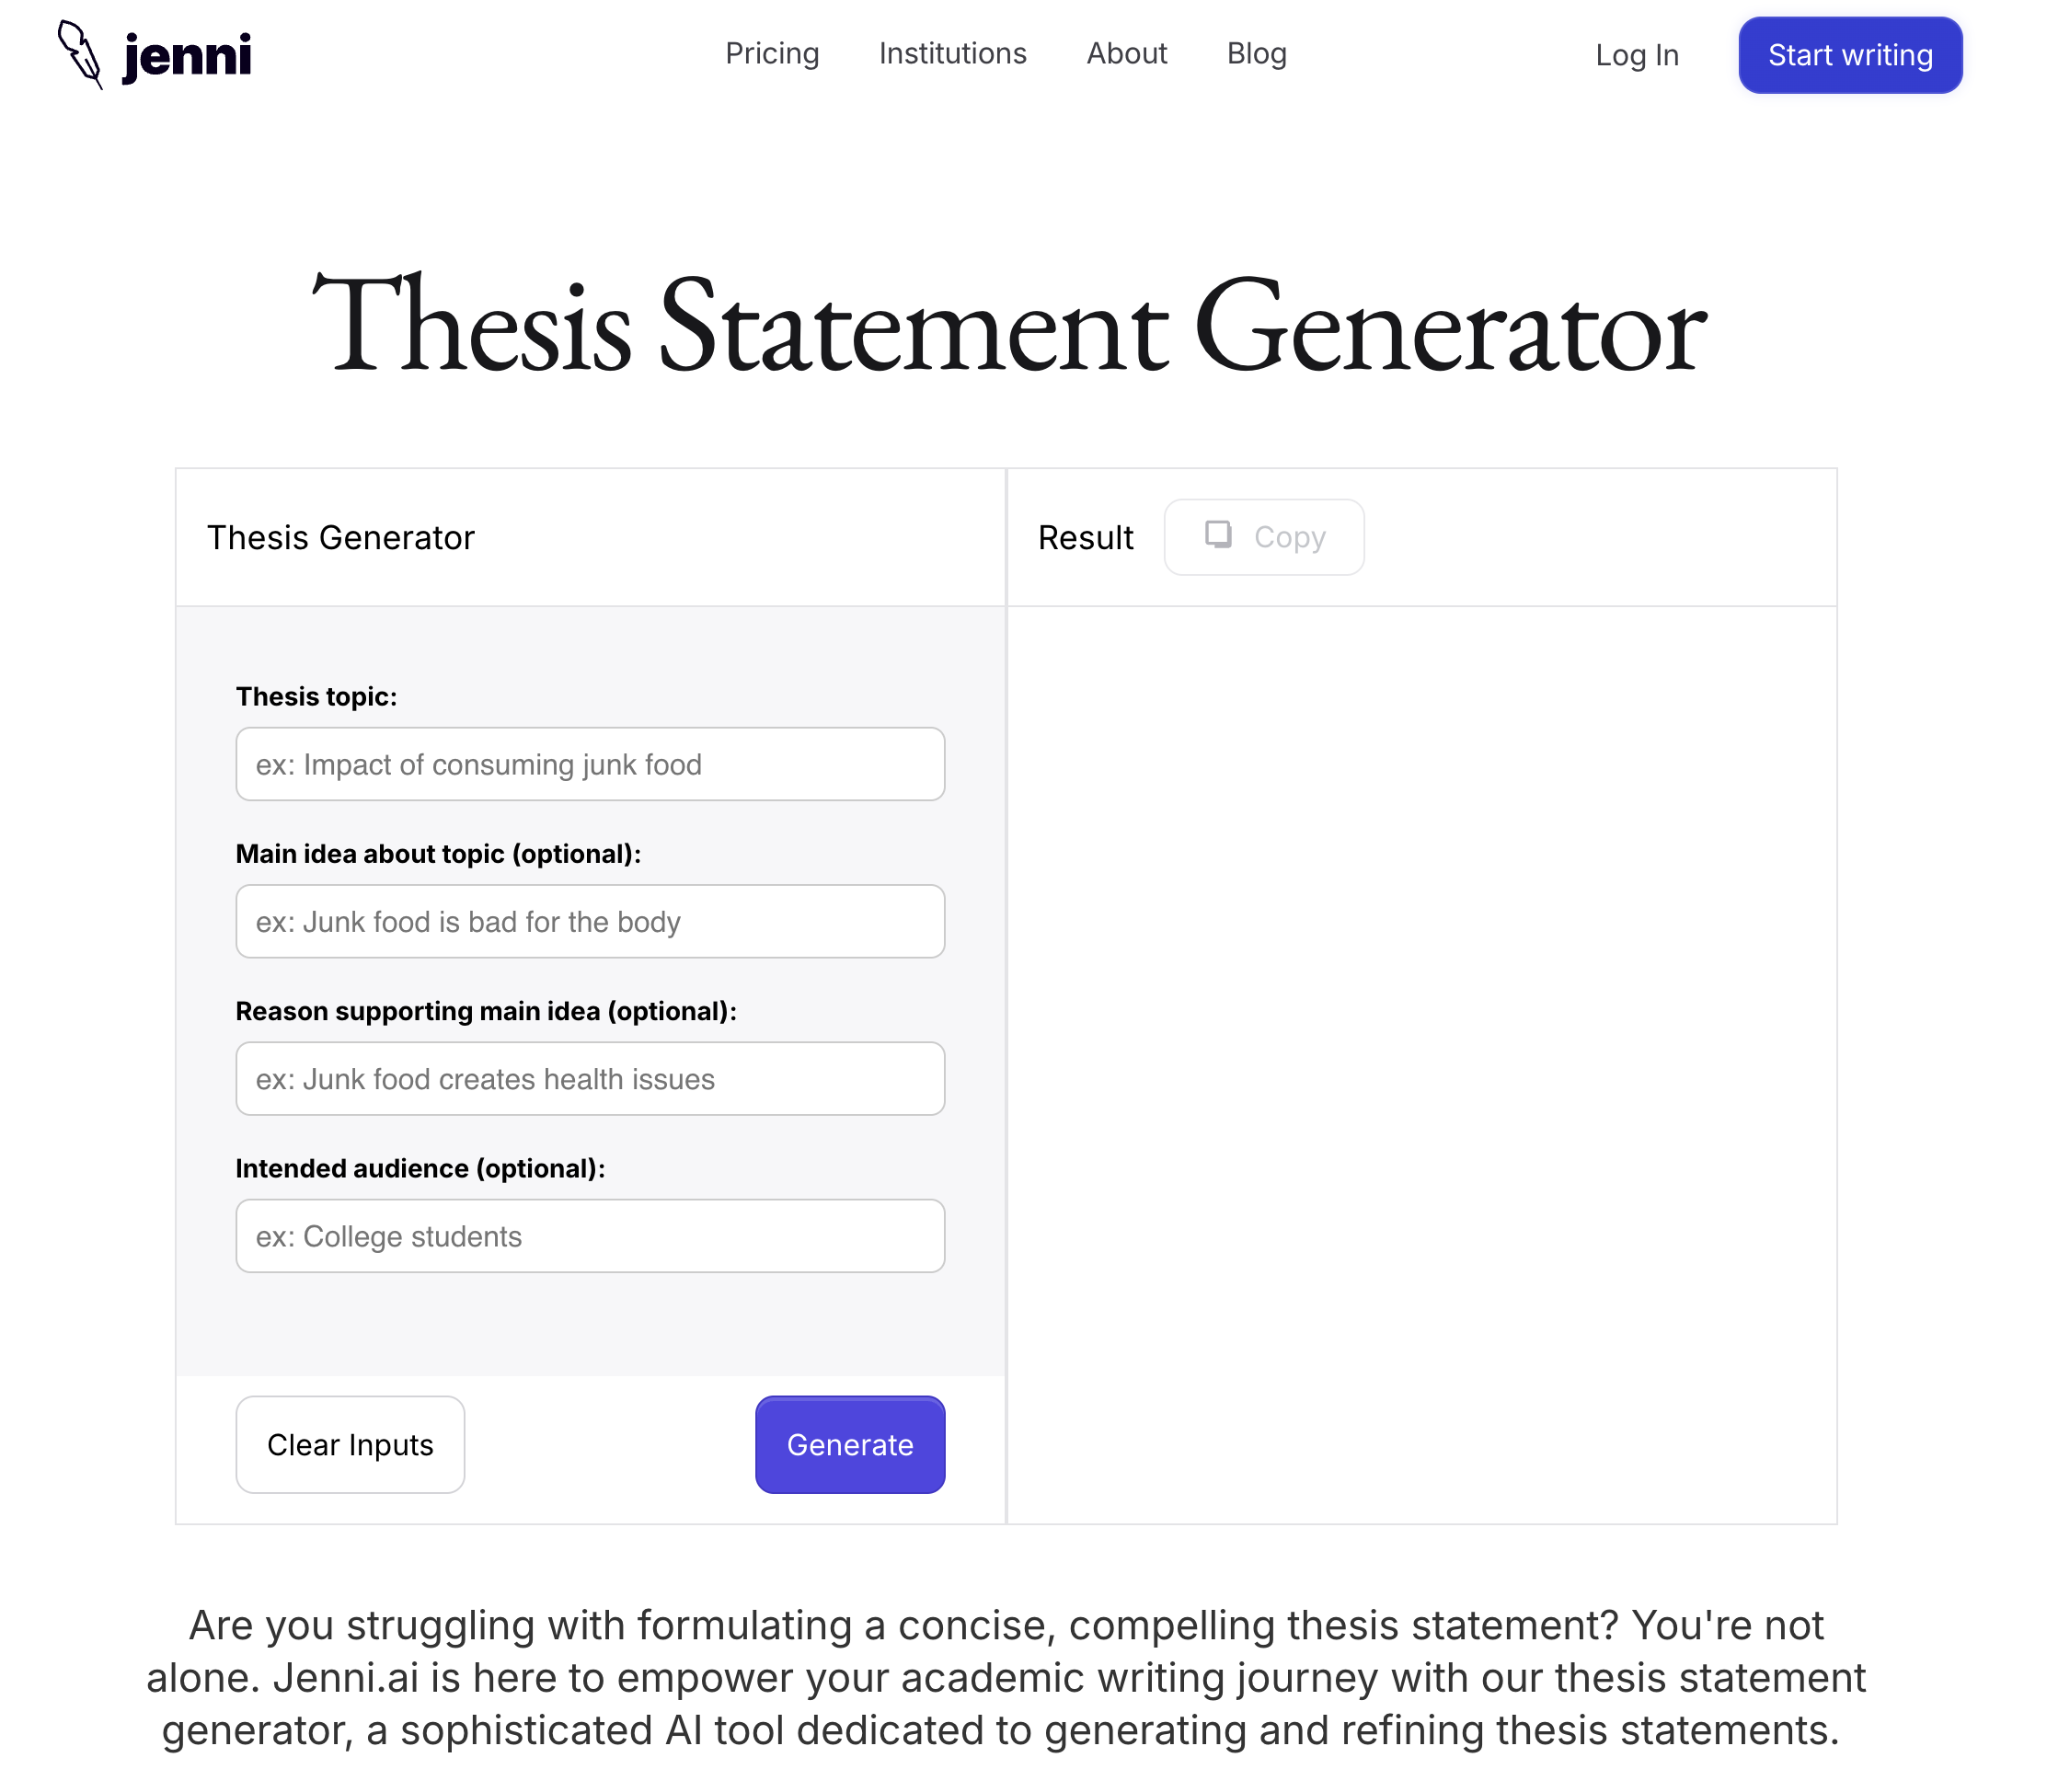 jenni
Pricing Institutions About Blog Log In Start writing
Thesis Statement Generator
Thesis Generator
Result Copy
Thesis topic:
ex: Impact of consuming junk food
Main idea about topic (optional):
ex: Junk food is bad for the body
Reason supporting main idea (optional):
ex: Junk food creates health issues
Intended audience (optional):
ex: College students
Clear Inputs Generate
Are you struggling with formulating a concise, compelling thesis statement? You're not
alone. Jenni.ai is here to empower your academic writing journey with our thesis statement
generator, a sophisticated AI tool dedicated to generating and refining thesis statements.